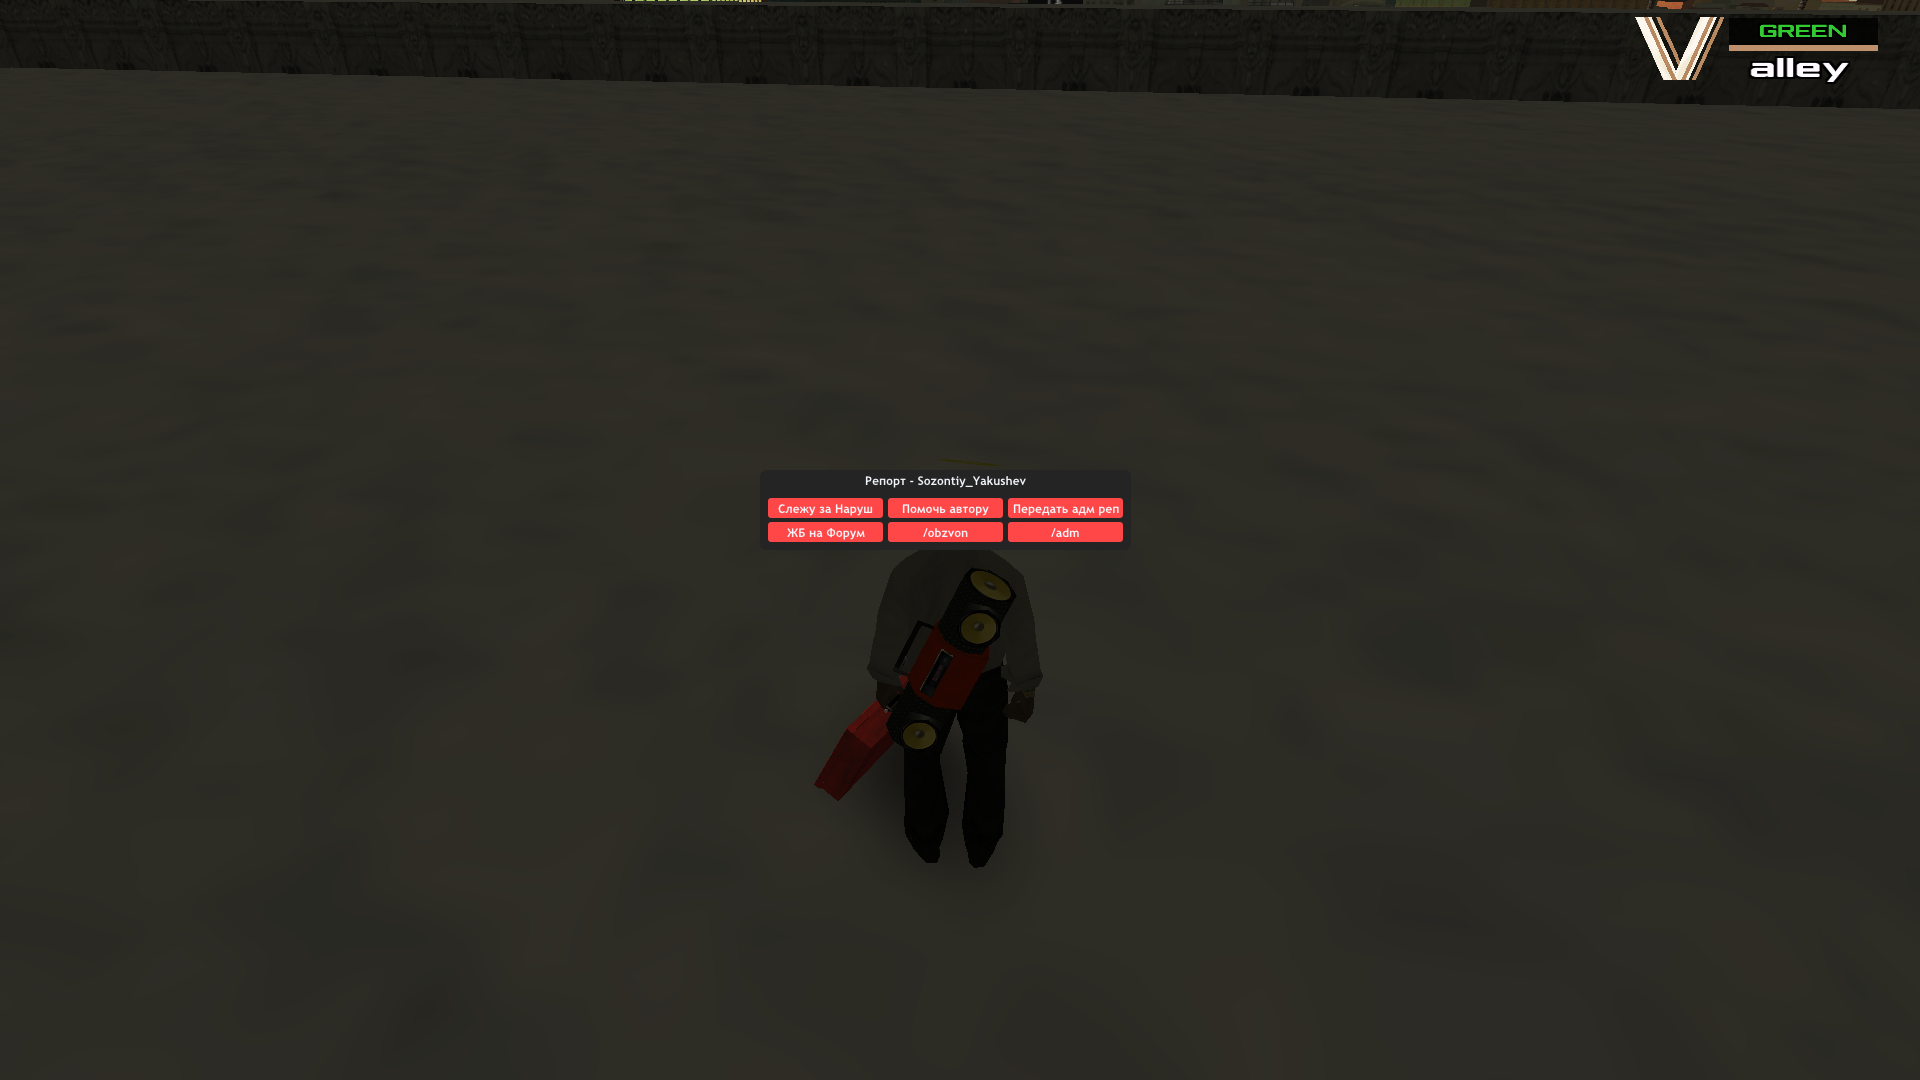 V GREEN
alley
Репорт - Sozontiy_Yakushev
Слежу за Наруш Помочь автору Передать адм реп
ЖБ на Форум /obzvon /adm